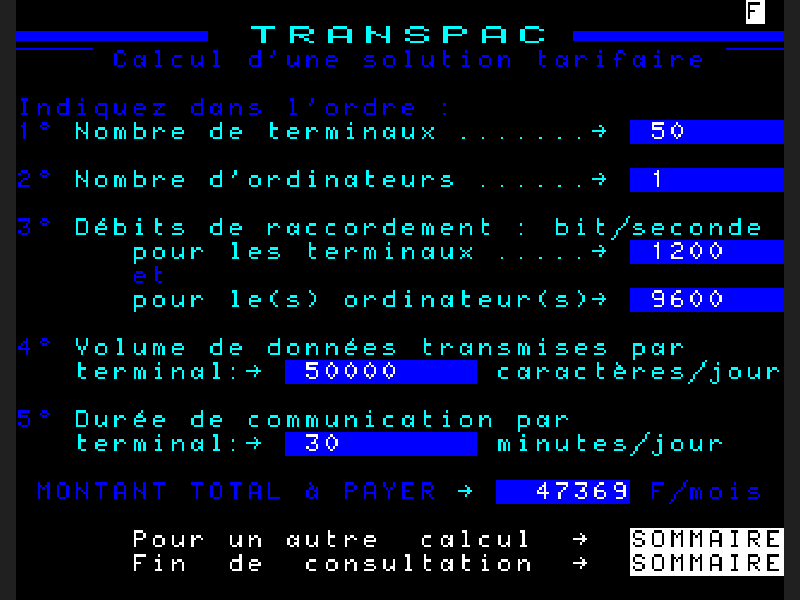 F
TRANSPAC
Calcul d'une solution tarifaire
Indiquez dans l'ordre :
1° Nombre de terminaux .......→ 50
2° Nombre d'ordinateurs ......→ 1
3° Débits de raccordement : bit/seconde
pour les terminaux .....→ 1200
et
pour le(s) ordinateur(s)→ 9600
4° Volume de données transmises par
terminal:→ 50000 caractères/jour
5° Durée de communication par
terminal:→ 30 minutes/jour
MONTANT TOTAL à PAYER → 47369 F/mois
Pour un autre calcul → SOMMAIRE
Fin de consultation → SOMMAIRE